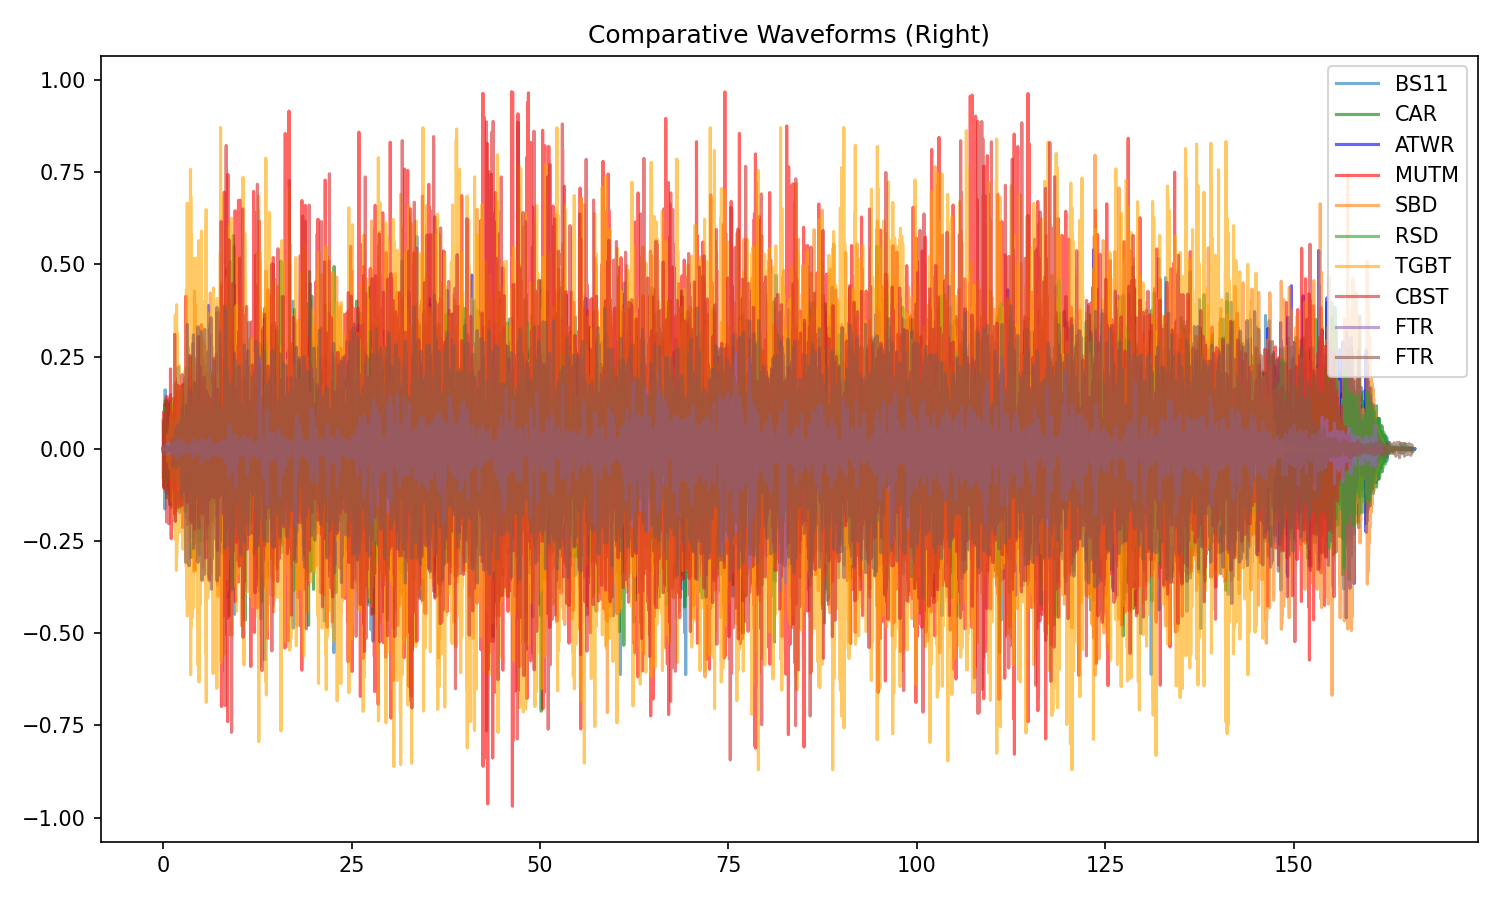 Comparative Waveforms (Right)
1.00
0.75
0.50
0.25
0.00
−0.25
−0.50
−0.75
−1.00
0
25
50
75
100
125
150
BS11
CAR
ATWR
MUTM
SBD
RSD
TGBT
CBST
FTR
FTR